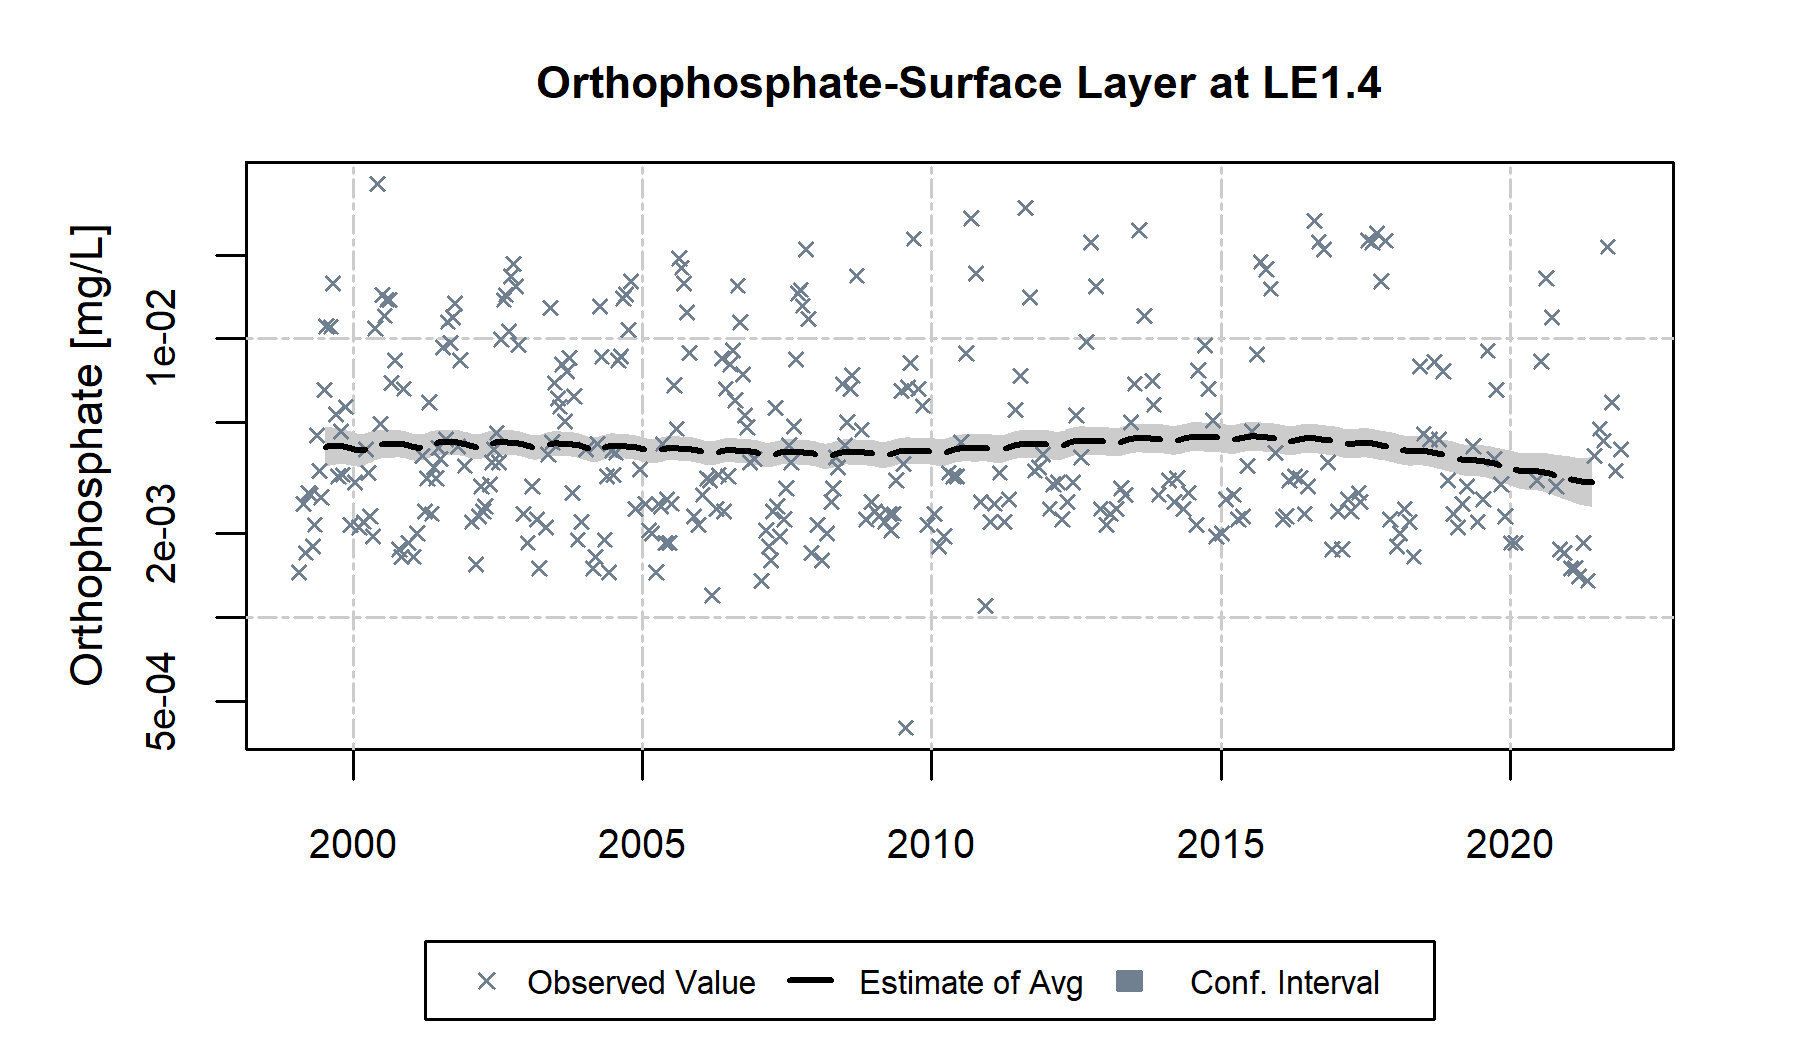 Orthophosphate-Surface Layer at LE1.4
Orthophosphate [mg/L]
1e-02
2e-03
5e-04
2000 2005 2010 2015 2020
Observed Value Estimate of Avg Conf. Interval